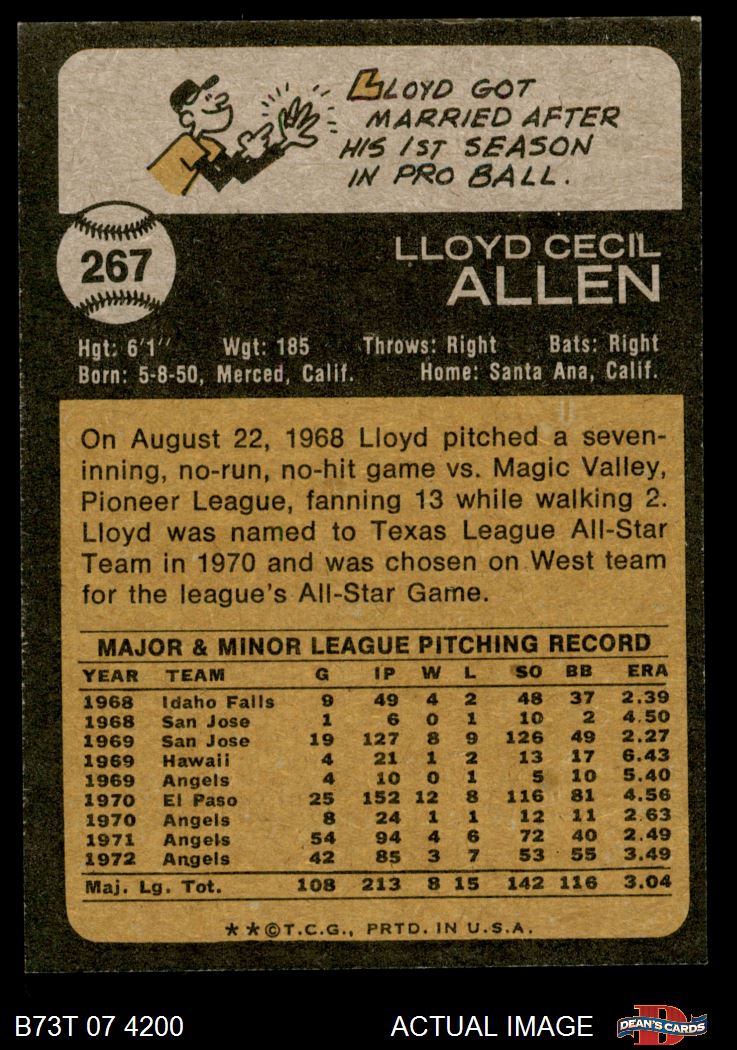 LLOYD GOT
MARRIED AFTER
HIS 1ST SEASON
IN PRO BALL.
267
LLOYD CECIL
ALLEN
Hgt: 6'1" Wgt: 185 Throws: Right Bats: Right
Born: 5-8-50, Merced, Calif. Home: Santa Ana, Calif.
On August 22, 1968 Lloyd pitched a seven-
inning, no-run, no-hit game vs. Magic Valley,
Pioneer League, fanning 13 while walking 2.
Lloyd was named to Texas League All-Star
Team in 1970 and was chosen on West team
for the league's All-Star Game.
MAJOR & MINOR LEAGUE PITCHING RECORD
YEAR TEAM G IP W L SO BB ERA
1968 Idaho Falls 9 49 4 2 48 37 2.39
1968 San Jose 1 6 0 1 10 2 4.50
1969 San Jose 19 127 8 9 126 49 2.27
1969 Hawaii 4 21 1 2 13 17 6.43
1969 Angels 4 10 0 1 5 10 5.40
1970 El Paso 25 152 12 8 116 81 4.56
1970 Angels 8 24 1 1 12 11 2.63
1971 Angels 54 94 4 6 72 40 2.49
1972 Angels 42 85 3 7 53 55 3.49
Maj. Lg. Tot. 108 213 8 15 142 116 3.04
**©T.C.G., PRTD. IN U.S.A.
B73T 07 4200 ACTUAL IMAGE DEAN'S CARDS